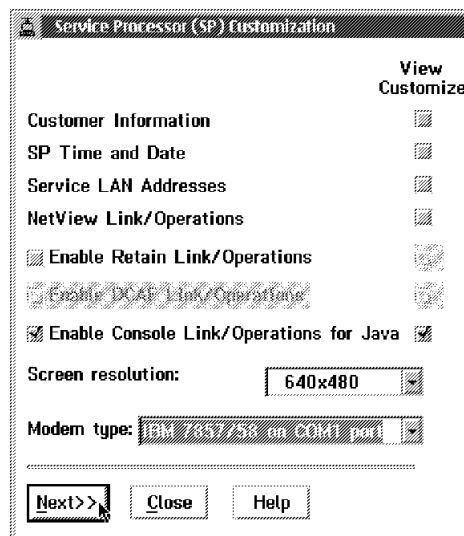 Service Processor (SP) Customization
View
Customize
Customer Information
SP Time and Date
Service LAN Addresses
NetView Link/Operations
Enable Retain Link/Operations
Enable DCAF Link/Operations
Enable Console Link/Operations for Java
Screen resolution: 640x480
Modem type: IBM 7857/58 on COM1 port
Next>> Close Help